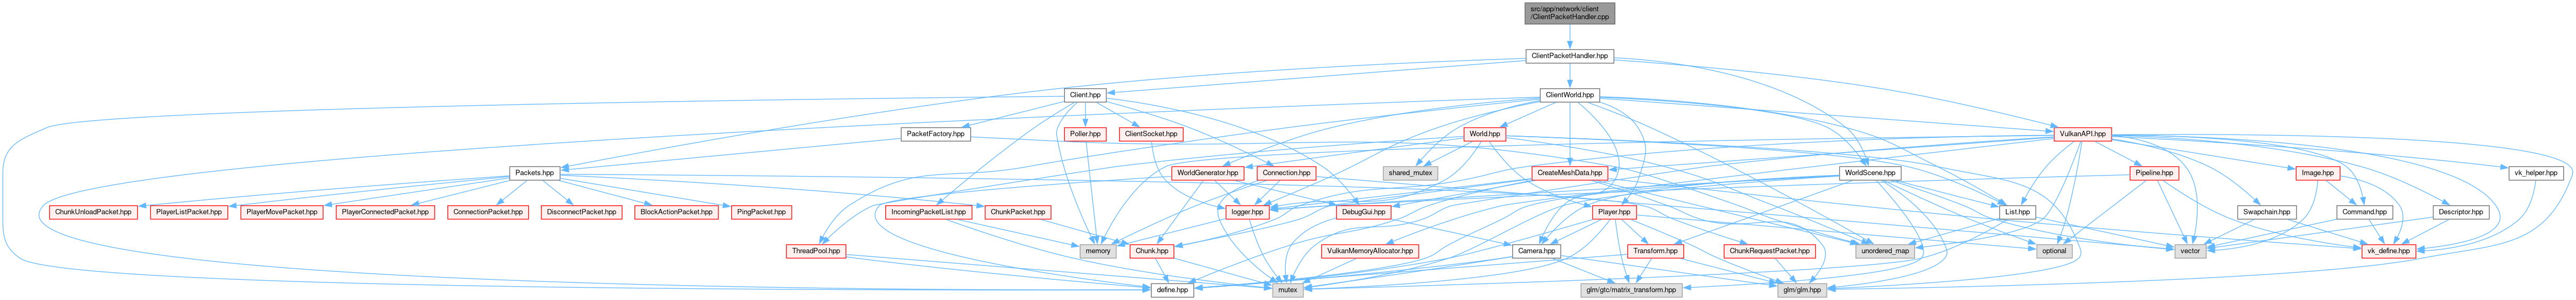 src/app/network/client
/ClientPacketHandler.cpp
ClientPacketHandler.hpp
Client.hpp
ClientWorld.hpp
PacketFactory.hpp
Poller.hpp
ClientSocket.hpp
World.hpp
VulkanAPI.hpp
Packets.hpp
shared_mutex
WorldGenerator.hpp
Connection.hpp
CreateMeshData.hpp
WorldScene.hpp
Pipeline.hpp
Image.hpp
vk_helper.hpp
ChunkUnloadPacket.hpp
PlayerListPacket.hpp
PlayerMovePacket.hpp
PlayerConnectedPacket.hpp
ConnectionPacket.hpp
DisconnectPacket.hpp
BlockActionPacket.hpp
PingPacket.hpp
IncomingPacketList.hpp
ChunkPacket.hpp
logger.hpp
DebugGui.hpp
Player.hpp
List.hpp
Swapchain.hpp
Command.hpp
Descriptor.hpp
ThreadPool.hpp
memory
Chunk.hpp
VulkanMemoryAllocator.hpp
Camera.hpp
Transform.hpp
ChunkRequestPacket.hpp
unordered_map
optional
vector
vk_define.hpp
define.hpp
mutex
glm/gtc/matrix_transform.hpp
glm/glm.hpp